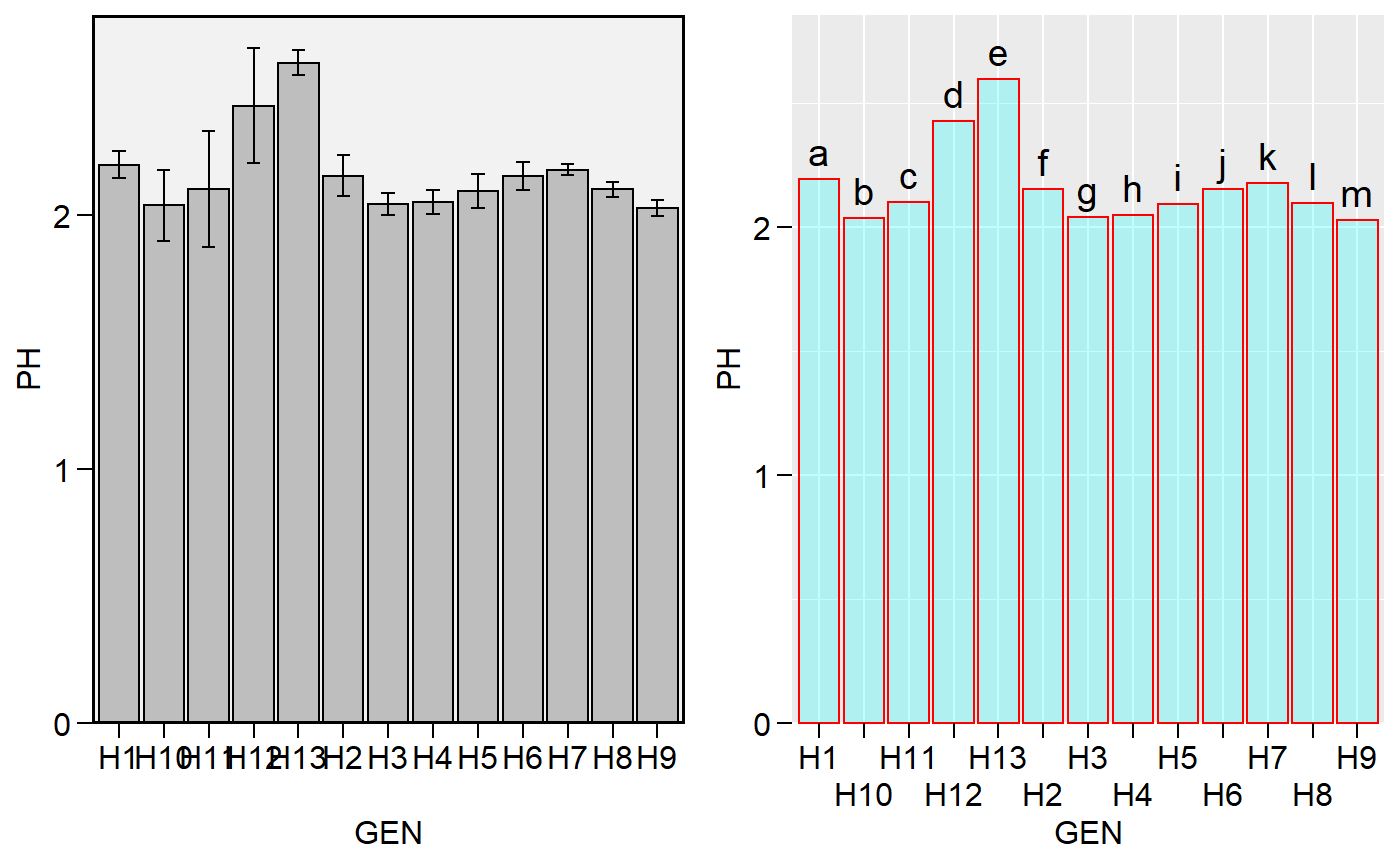 PH
2
1
0
H1 H10 H11 H12 H13 H2 H3 H4 H5 H6 H7 H8 H9
GEN
PH
2
1
0
a b c d e f g h i j k l m
H1 H11 H13 H3 H5 H7 H9
H10 H12 H2 H4 H6 H8
GEN